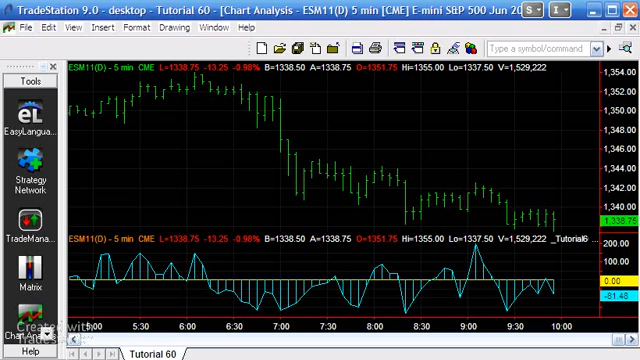 TradeStation 9.0 - desktop - Tutorial 60 - [Chart Analysis - ESM11(D) 5 min [CME] E-mini S&P 500 Jun 20
S
I
File Edit View Insert Format Drawing Window Help
Type a symbol/command
Tools
EasyLangua...
Strategy
Network
TradeMana...
Matrix
Chart Analys...
Help
ESM11(D) - 5 min CME L=1338.75 -13.25 -0.98% B=1338.50 A=1338.75 O=1351.75 Hi=1355.00 Lo=1337.50 V=1,529,222
1,354.00
1,352.00
1,350.00
1,348.00
1,346.00
1,344.00
1,342.00
1,340.00
1,338.75
ESM11(D) - 5 min CME L=1338.75 -13.25 -0.98% B=1338.50 A=1338.75 O=1351.75 Hi=1355.00 Lo=1337.50 V=1,529,222 _Tutorial6 ...
200.00
100.00
0.00
-81.48
5:00 5:30 6:00 6:30 7:00 7:30 8:00 8:30 9:00 9:30 10:00
Created with
Tutorial 60